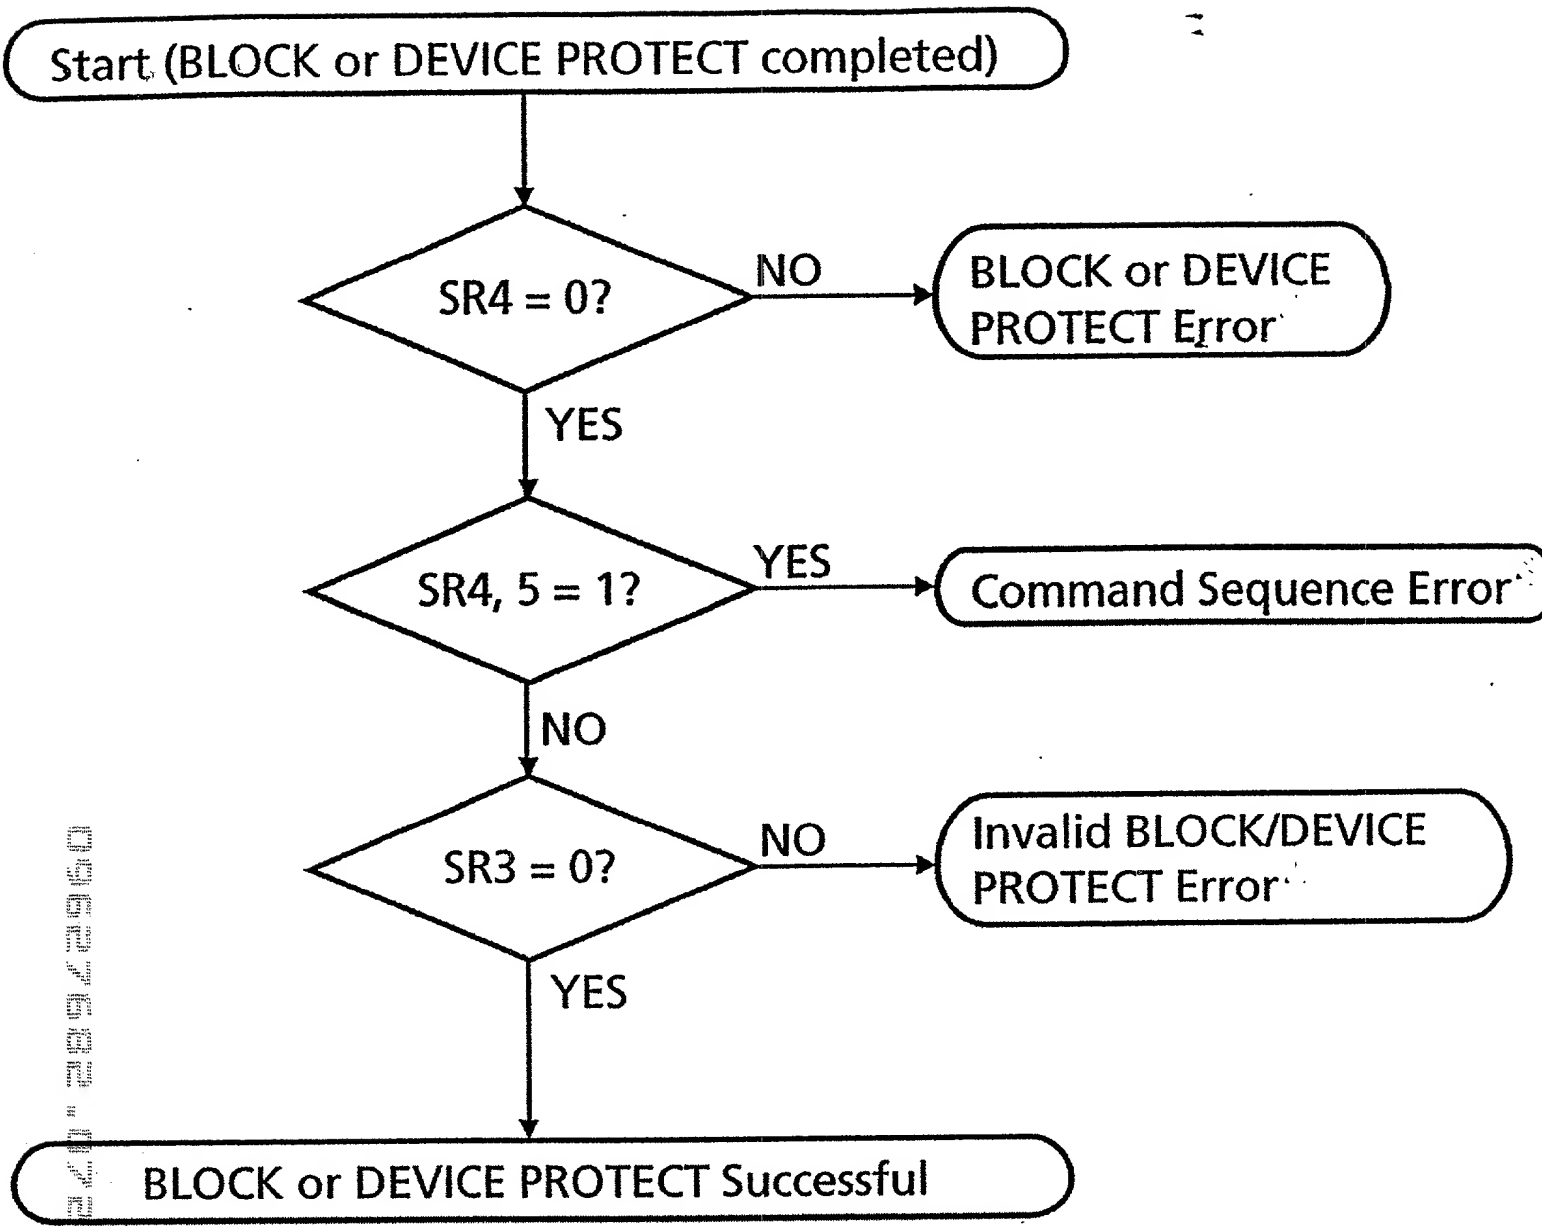 Start (BLOCK or DEVICE PROTECT completed)
SR4 = 0?
NO
BLOCK or DEVICE
PROTECT Error
YES
SR4, 5 = 1?
YES
Command Sequence Error
NO
SR3 = 0?
NO
Invalid BLOCK/DEVICE
PROTECT Error
YES
BLOCK or DEVICE PROTECT Successful